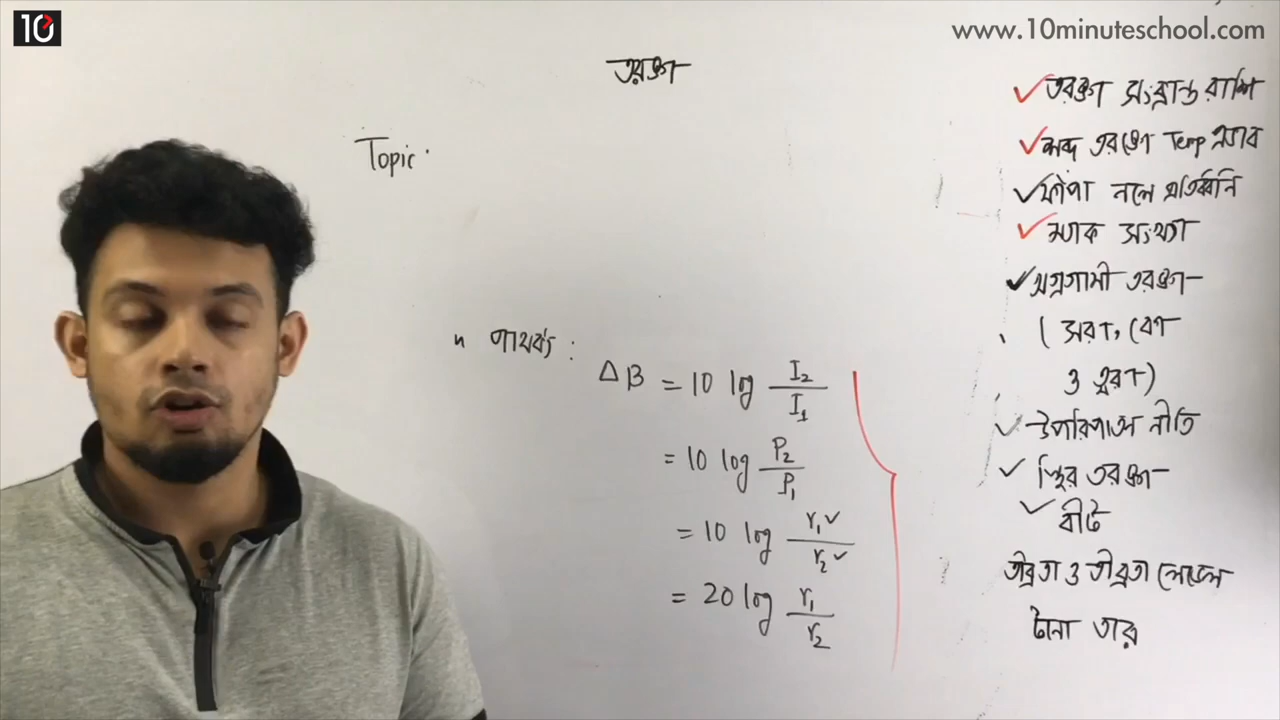 10
www.10minuteschool.com
তরঙ্গ
Topic:
" পার্থক্য :
Δβ = 10 log I₂/I₁
= 10 log P₂/P₁
= 10 log r₁✓/r₂✓
= 20 log r₁/r₂
✓ তরঙ্গ সংক্রান্ত রাশি
✓ শব্দ তরঙ্গে Temp প্রভাব
✓ ফাঁপা নলে প্রতিধ্বনি
✓ ম্যাক সংখ্যা
✓ অগ্রগামী তরঙ্গ
( সরণ, বেগ
ও ত্বরণ)
✓ উপরিপাতন নীতি
✓ স্থির তরঙ্গ
✓ বীট
তীব্রতা ও তীব্রতা লেভেল
টানা তার